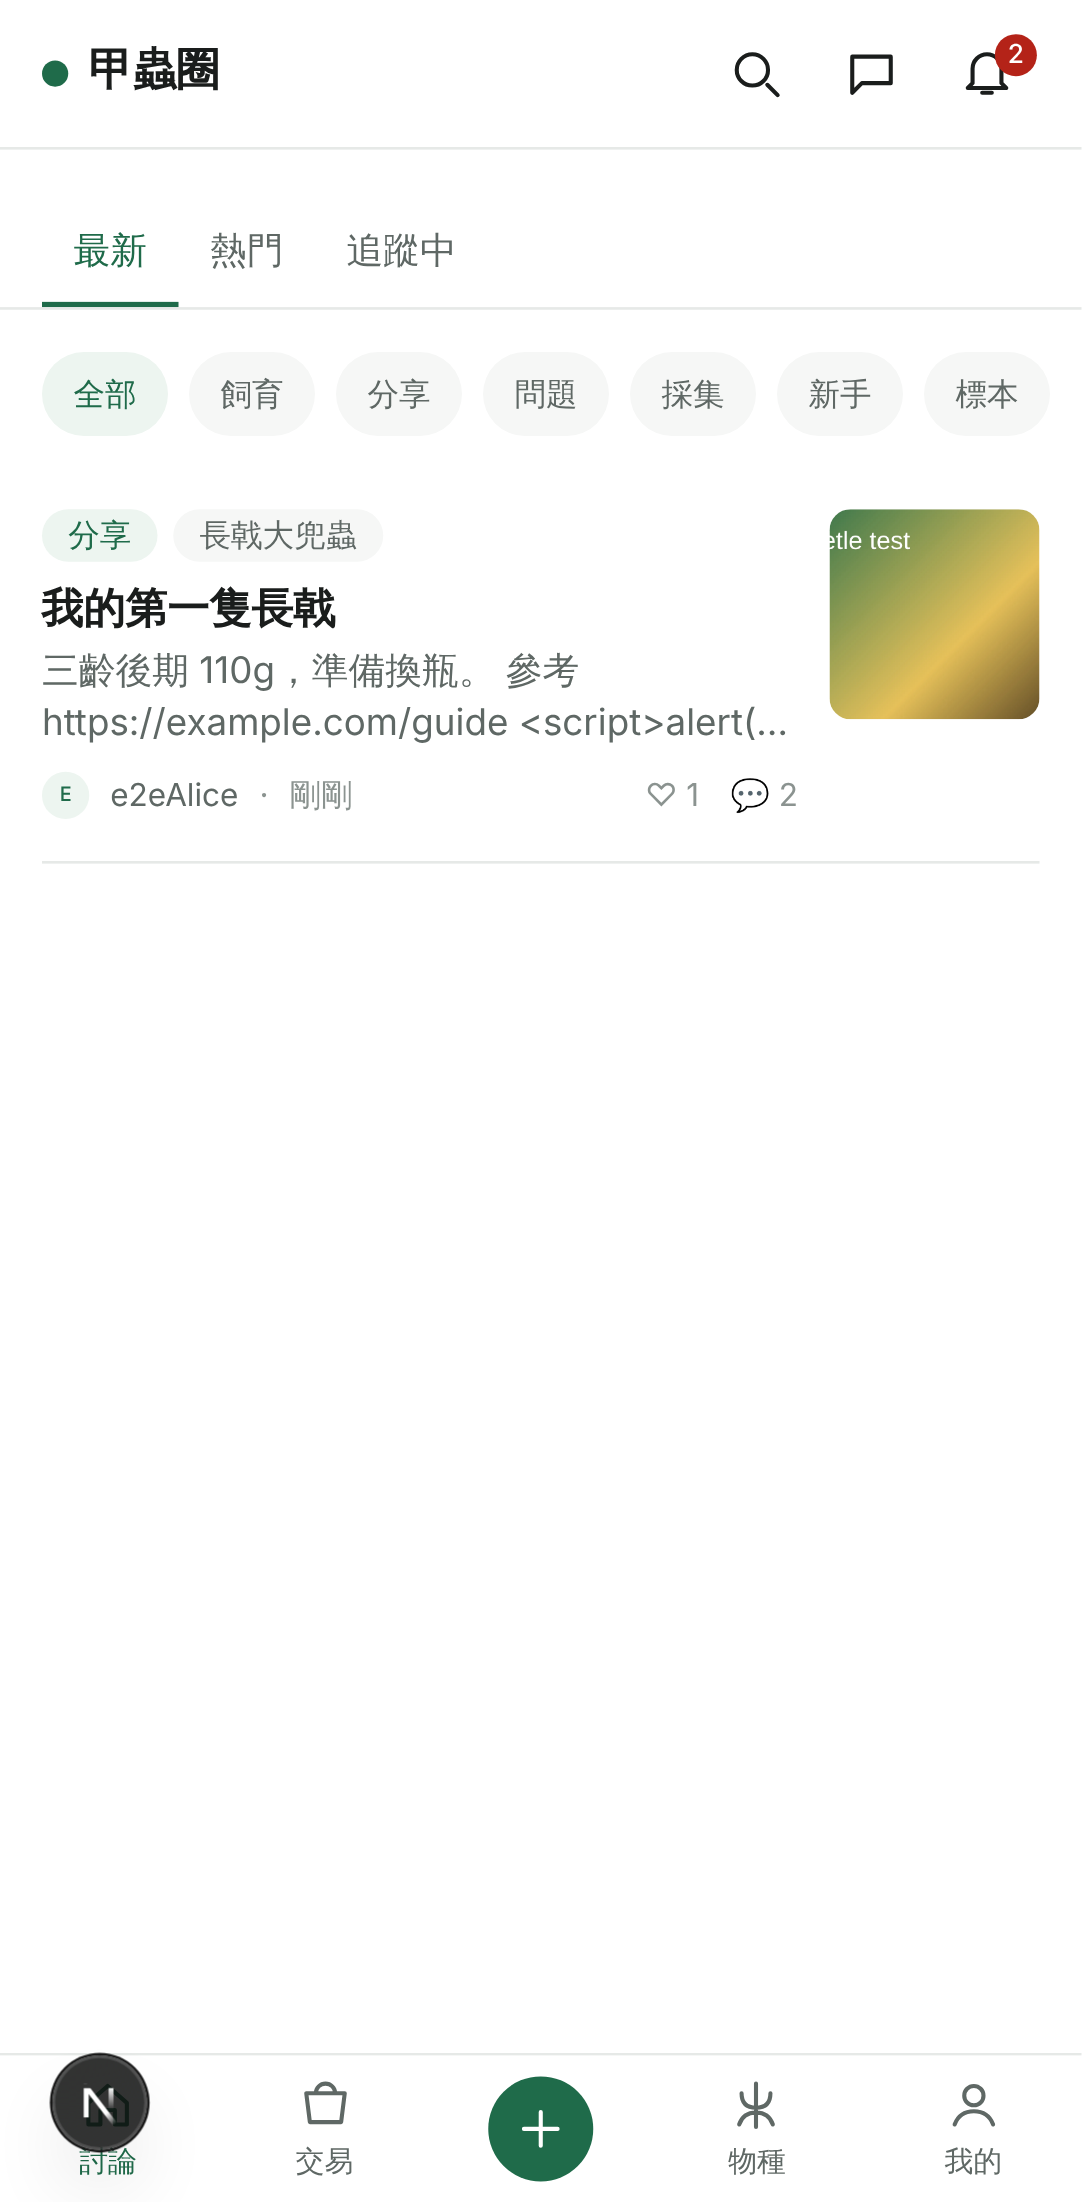 甲蟲圈
2
最新 熱門 追蹤中
全部 飼育 分享 問題 採集 新手 標本
分享 長戟大兜蟲
etle test
我的第一隻長戟
三齡後期 110g，準備換瓶。 參考
https://example.com/guide <script>alert(...
E e2eAlice · 剛剛 ♡ 1 💬 2
N
討論 交易 物種 我的